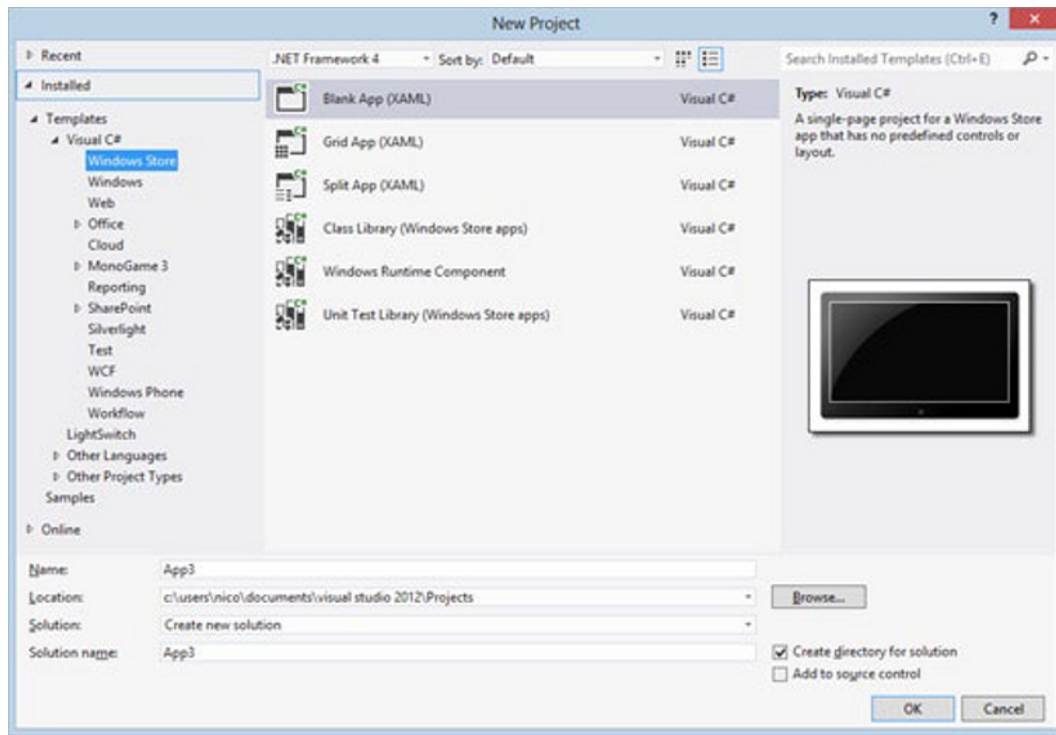 New Project
?
Recent
.NET Framework 4 Sort by: Default
Search Installed Templates (Ctrl+E)
Installed
Templates
Visual C#
Windows Store
Windows
Web
Office
Cloud
MonoGame 3
Reporting
SharePoint
Silverlight
Test
WCF
Windows Phone
Workflow
LightSwitch
Other Languages
Other Project Types
Samples
Online
Blank App (XAML) Visual C#
Grid App (XAML) Visual C#
Split App (XAML) Visual C#
Class Library (Windows Store apps) Visual C#
Windows Runtime Component Visual C#
Unit Test Library (Windows Store apps) Visual C#
Type: Visual C#
A single-page project for a Windows Store
app that has no predefined controls or
layout.
Name: App3
Location: c:\users\nico\documents\visual studio 2012\Projects
Browse...
Solution: Create new solution
Solution name: App3
Create directory for solution
Add to source control
OK Cancel